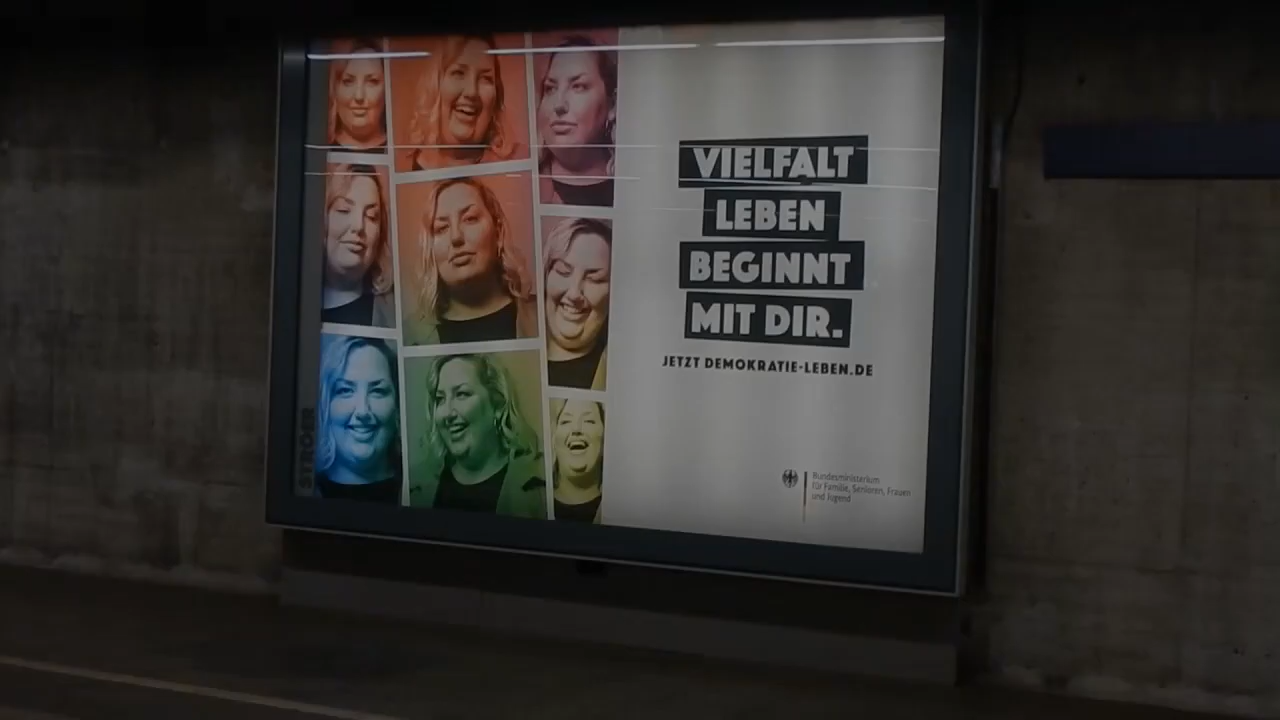 VIELFALT
LEBEN
BEGINNT
MIT DIR.
JETZT DEMOKRATIE-LEBEN.DE
Bundesministerium
für Familie, Senioren, Frauen
und Jugend
STRÖER